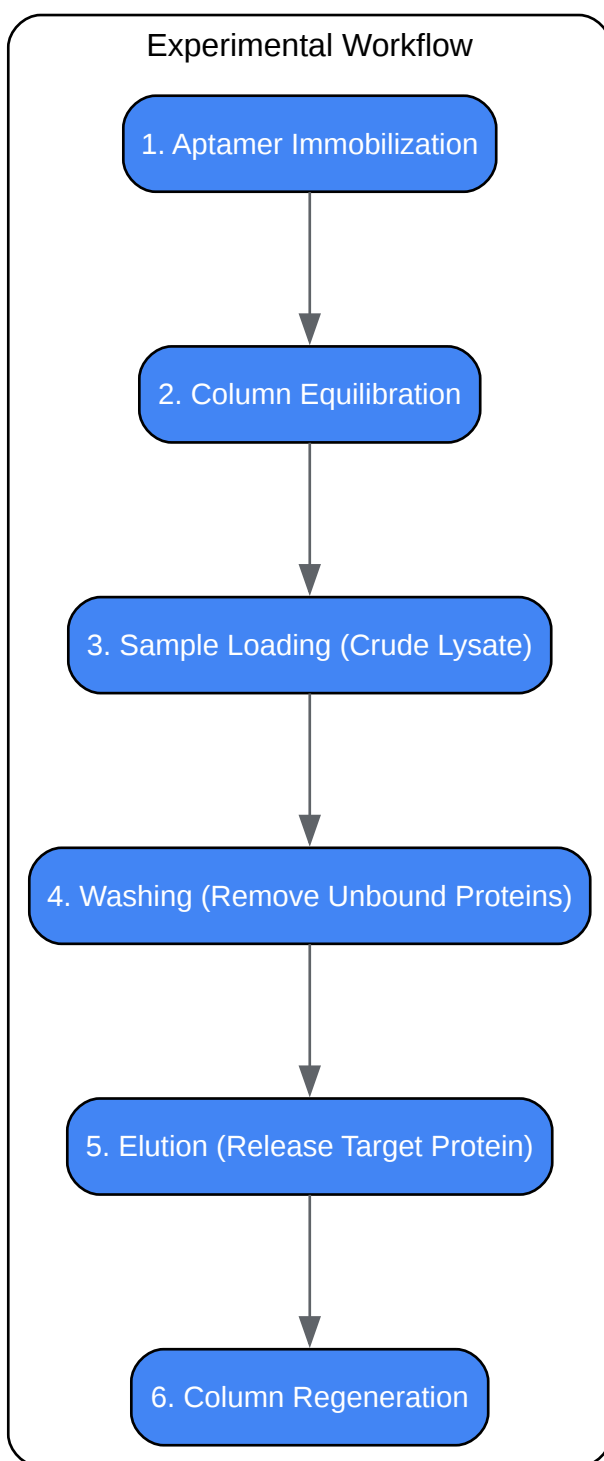 Experimental Workflow
1. Aptamer Immobilization
2. Column Equilibration
3. Sample Loading (Crude Lysate)
4. Washing (Remove Unbound Proteins)
5. Elution (Release Target Protein)
6. Column Regeneration